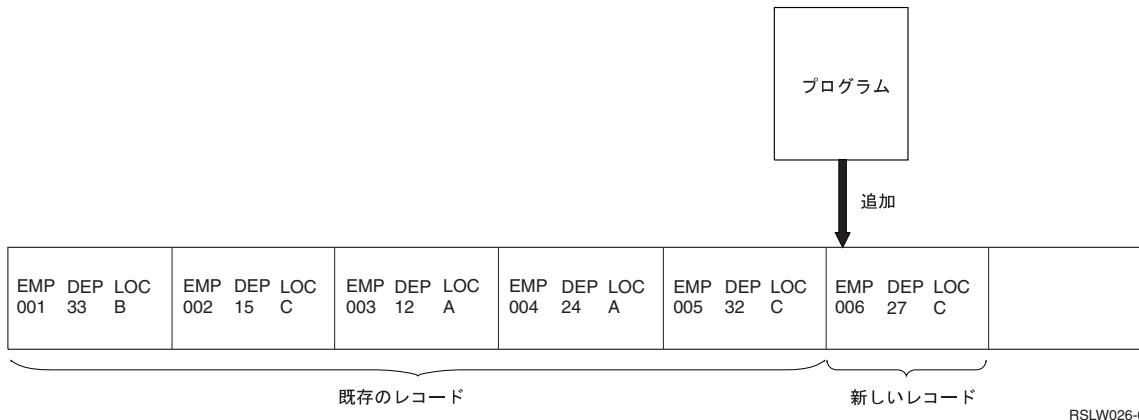 プログラム
追加
EMP DEP LOC
001 33 B
EMP DEP LOC
002 15 C
EMP DEP LOC
003 12 A
EMP DEP LOC
004 24 A
EMP DEP LOC
005 32 C
EMP DEP LOC
006 27 C
既存のレコード
新しいレコード
RSLW026-